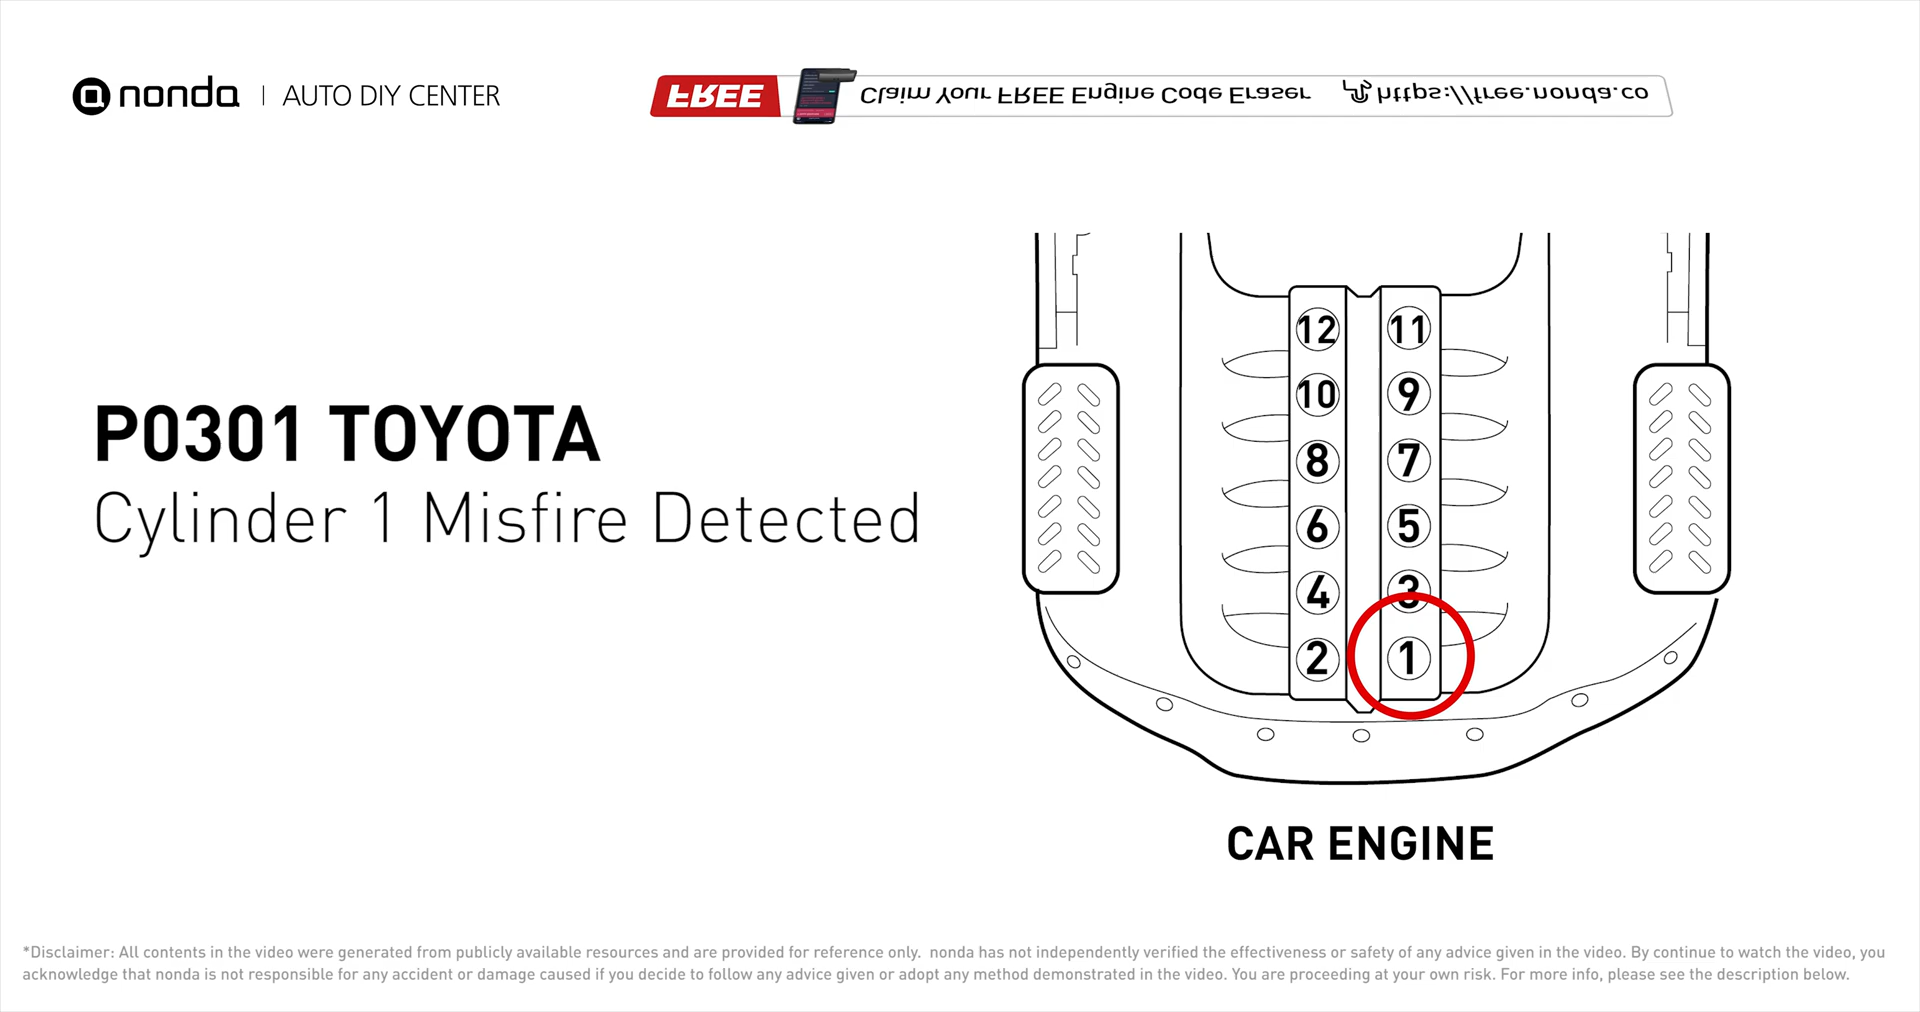 nonda | AUTO DIY CENTER
FREE Claim Your FREE Engine Code Eraser https://free.nonda.co
P0301 TOYOTA
Cylinder 1 Misfire Detected
12 11
10 9
8 7
6 5
4 3
2 1
CAR ENGINE
*Disclaimer: All contents in the video were generated from publicly available resources and are provided for reference only. nonda has not independently verified the effectiveness or safety of any advice given in the video. By continue to watch the video, you
acknowledge that nonda is not responsible for any accident or damage caused if you decide to follow any advice given or adopt any method demonstrated in the video. You are proceeding at your own risk. For more info, please see the description below.